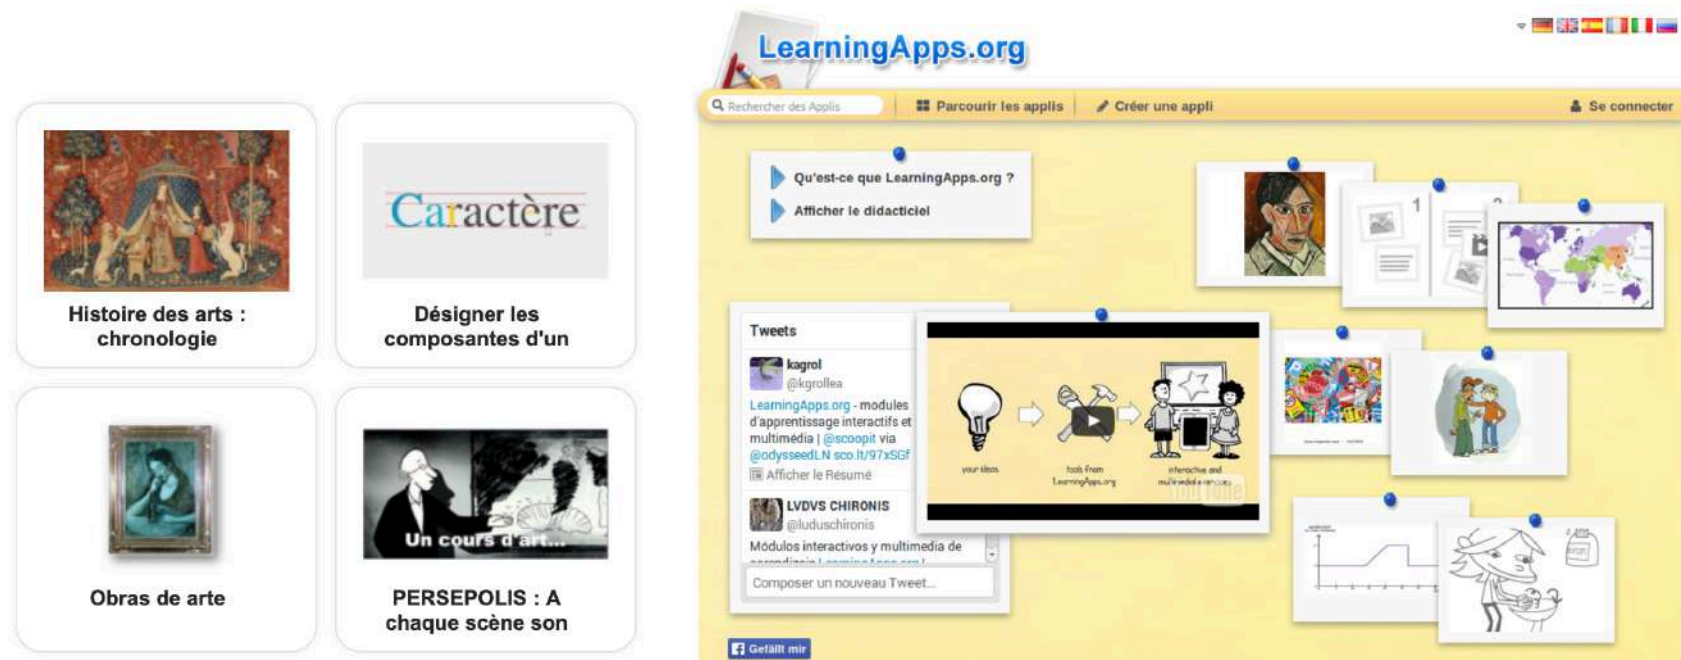 Histoire des arts :
chronologie
Caractère
Désigner les
composantes d'un
Obras de arte
Un cours d'art...
PERSEPOLIS : A
chaque scène son
LearningApps.org
Rechercher des Applis
Parcourir les applis
Créer une appli
Se connecter
Qu'est-ce que LearningApps.org ?
Afficher le didacticiel
1
Tweets
kagrol
@kgrollea
LearningApps.org - modules
d'apprentissage interactifs et
multimédia | @scoopit via
@odysseedLN sco.lt/97xSGf
Afficher le Résumé
LVDVS CHIRONIS
@luduschironis
Módulos interactivos y multimedia de
Composer un nouveau Tweet...
your ideas
tools from
LearningApps.org
interactive and
YouTube
Gefällt mir